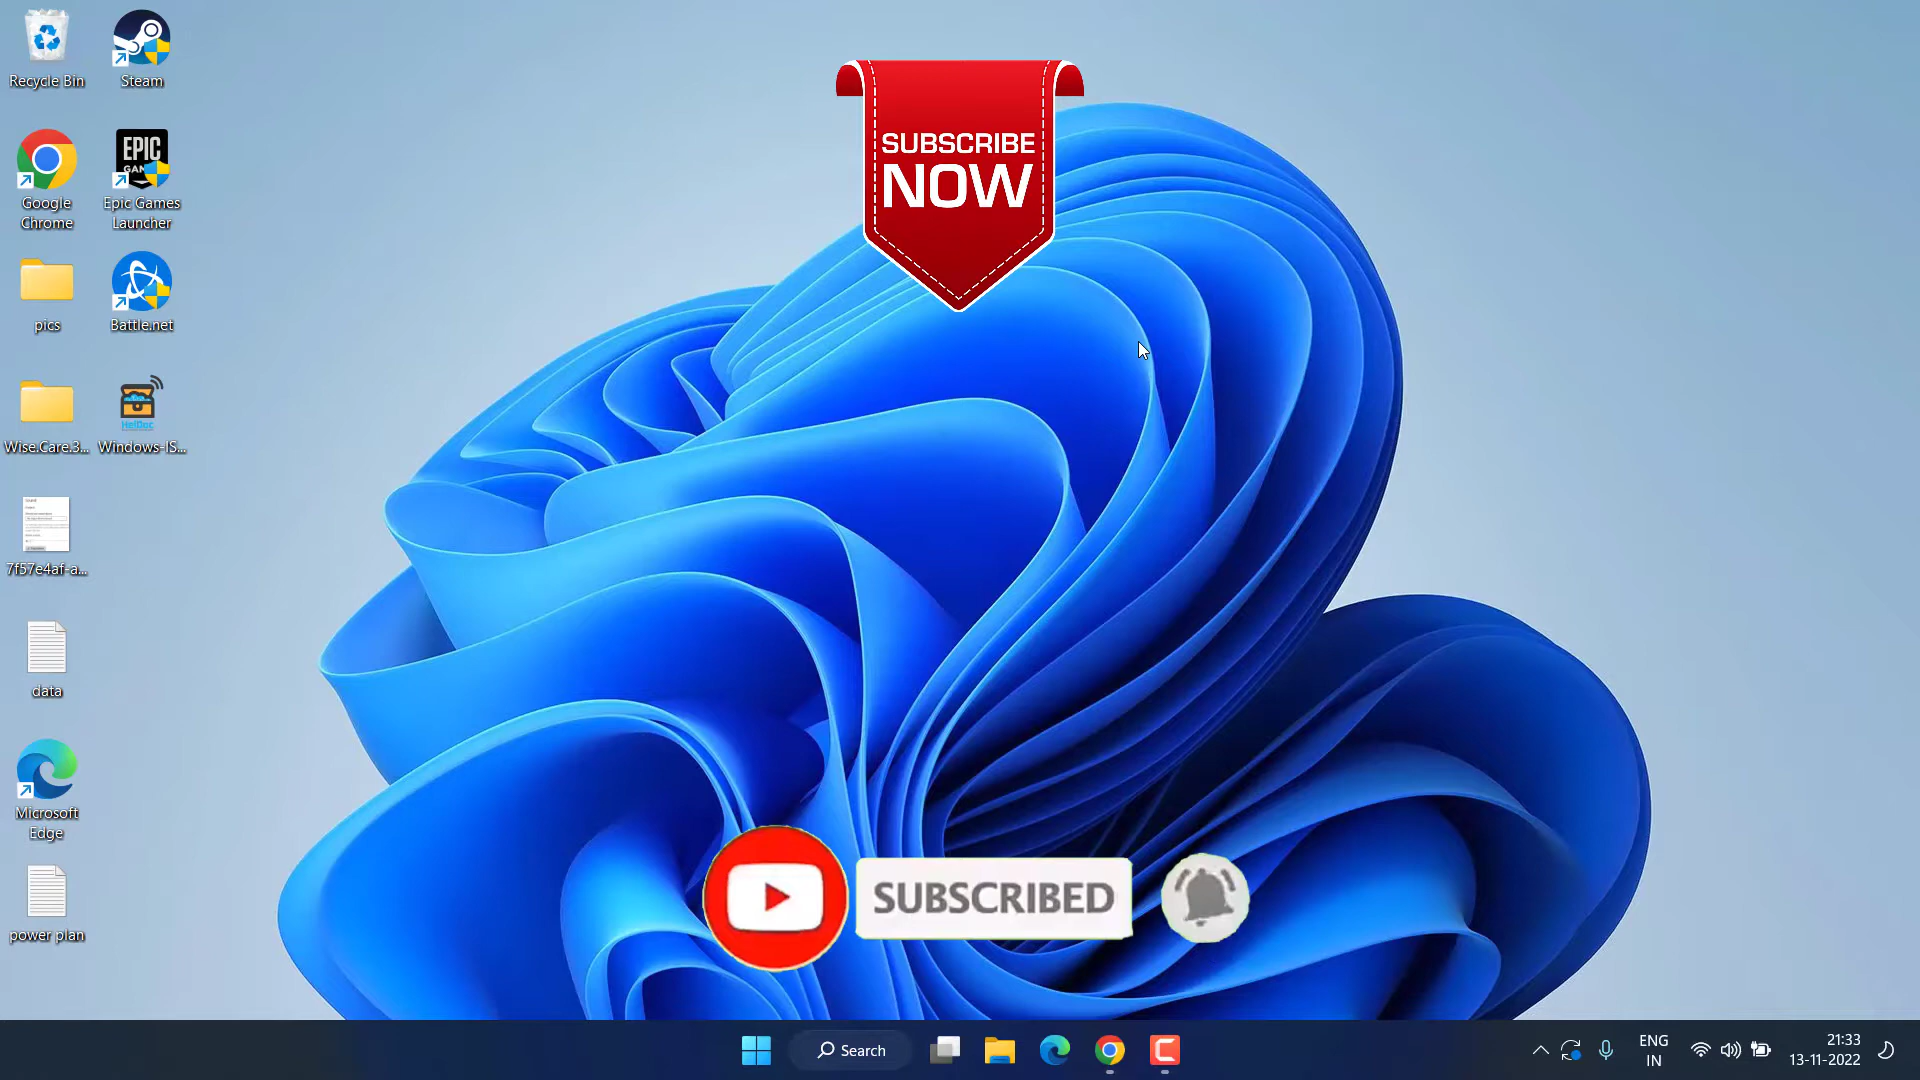 Recycle Bin
Steam
Google
Chrome
EPIC
Epic Games
Launcher
pics
Battle.net
Wise.Care.3...
HeiDoc
Windows-IS...
7f57e4af-a...
data
Microsoft
Edge
power plan
SUBSCRIBE
NOW
SUBSCRIBED
Search
ENG
IN
21:33
13-11-2022